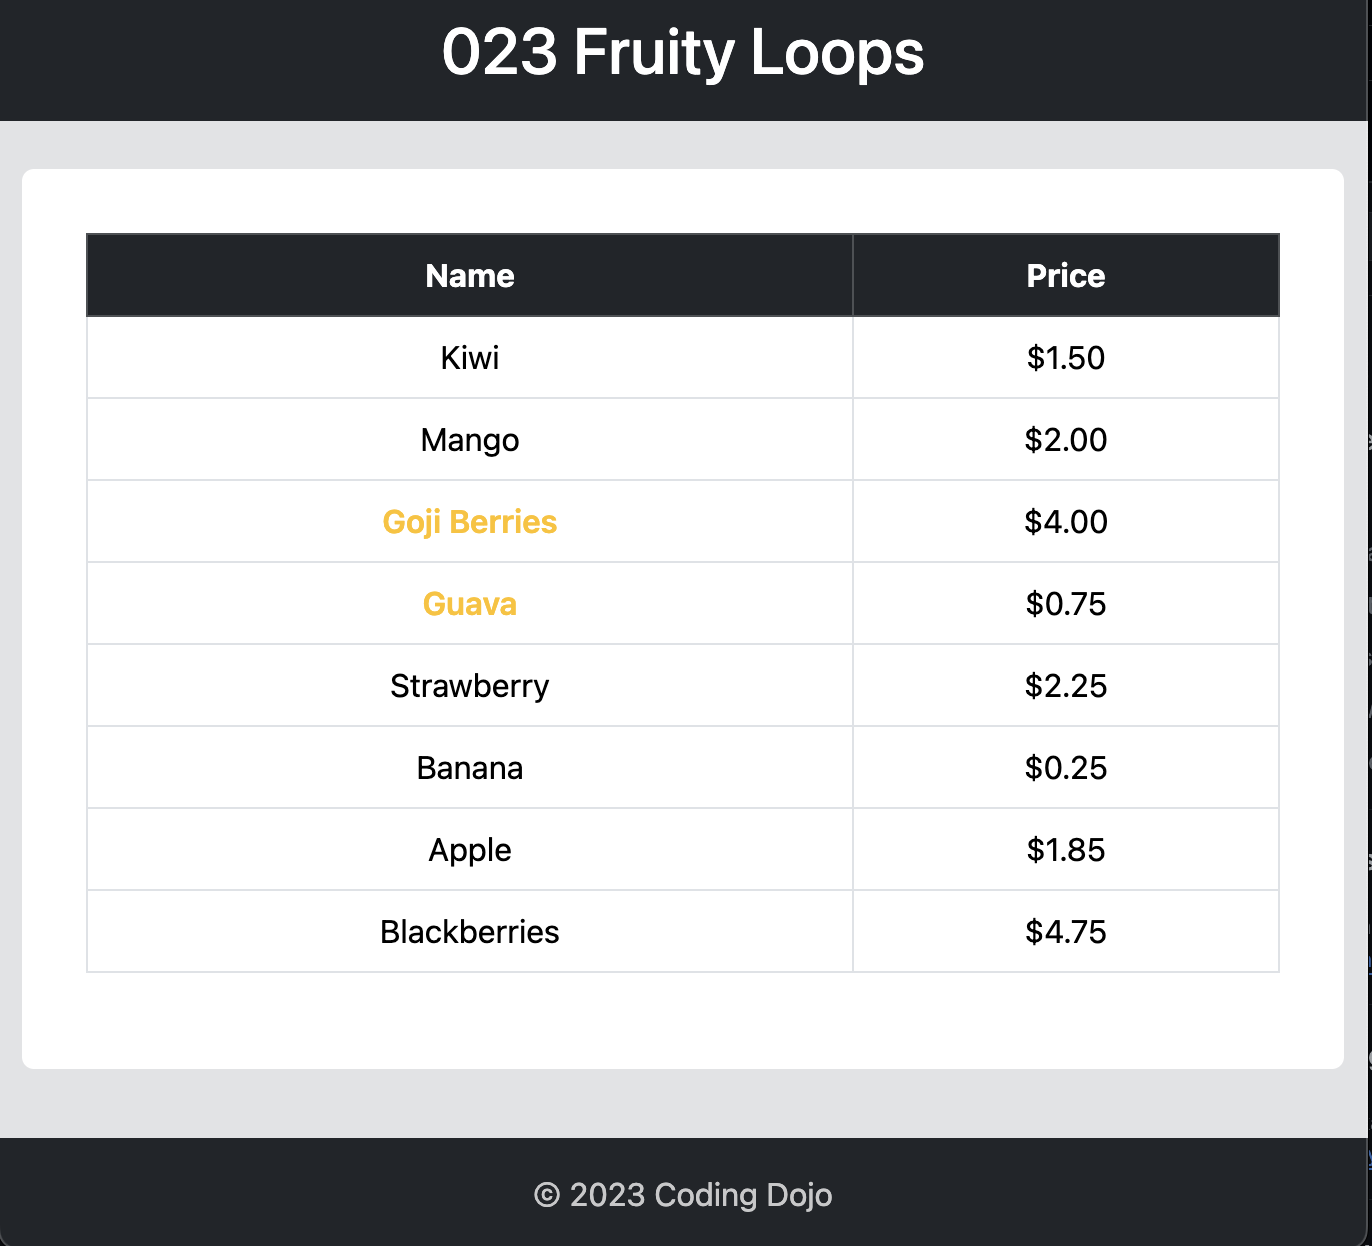 023 Fruity Loops
Name Price
Kiwi $1.50
Mango $2.00
Goji Berries $4.00
Guava $0.75
Strawberry $2.25
Banana $0.25
Apple $1.85
Blackberries $4.75
© 2023 Coding Dojo